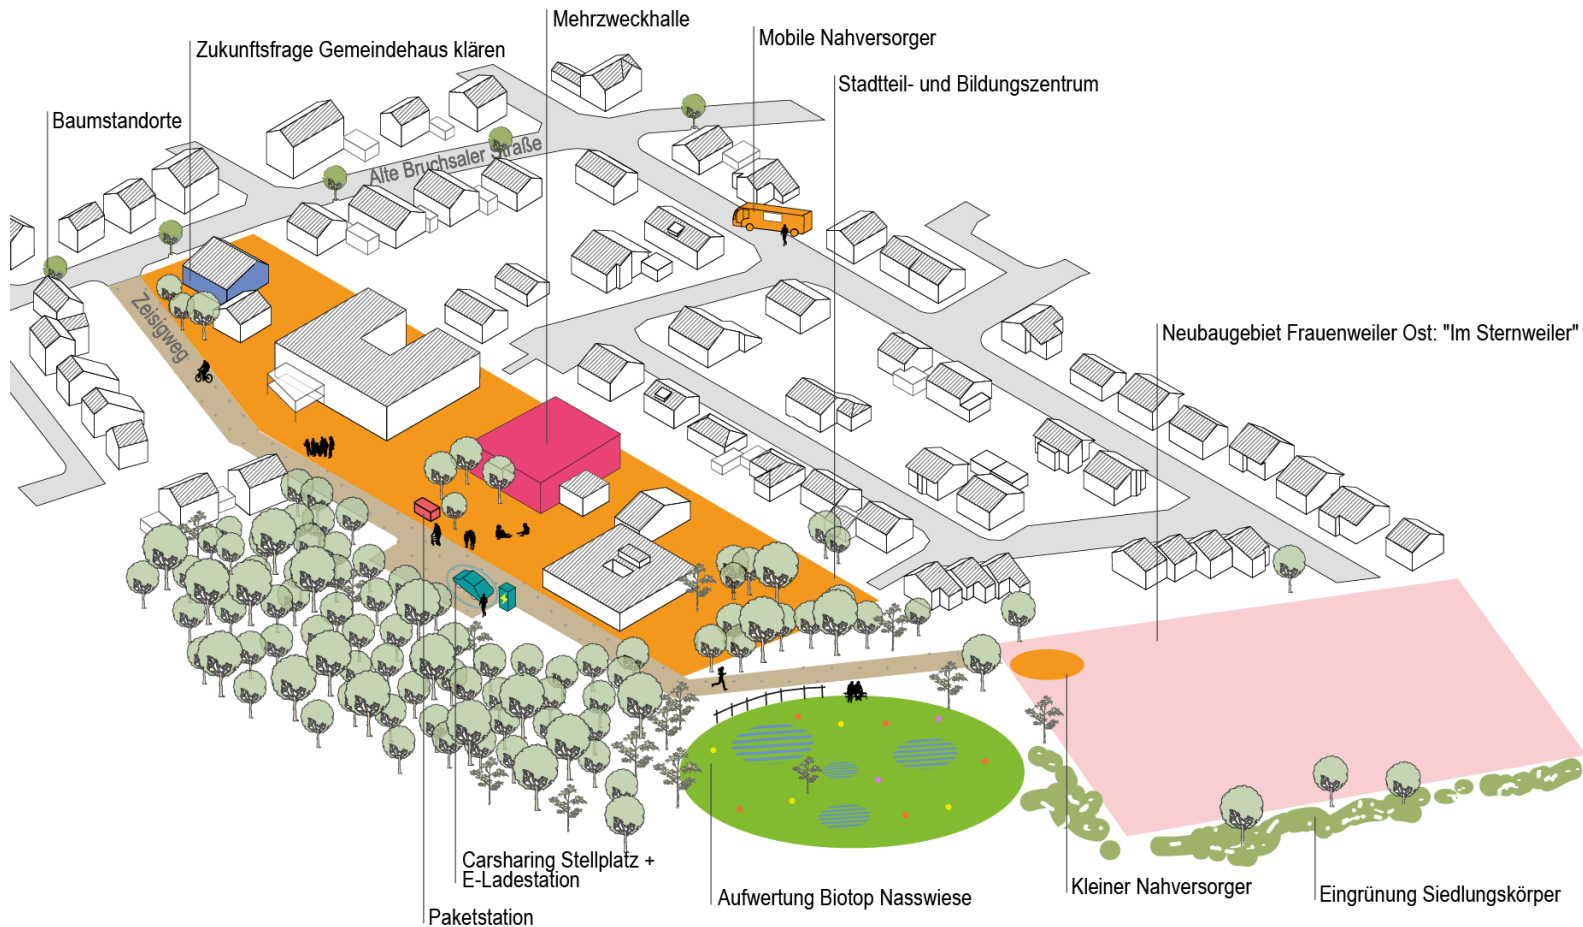 Mehrzweckhalle
Mobile Nahversorger
Zukunftsfrage Gemeindehaus klären
Stadtteil- und Bildungszentrum
Baumstandorte
Alte Bruchsaler Straße
Zeisigweg
Neubaugebiet Frauenweiler Ost: "Im Sternweiler"
Carsharing Stellplatz +
E-Ladestation
Kleiner Nahversorger
Eingrünung Siedlungskörper
Aufwertung Biotop Nasswiese
Paketstation